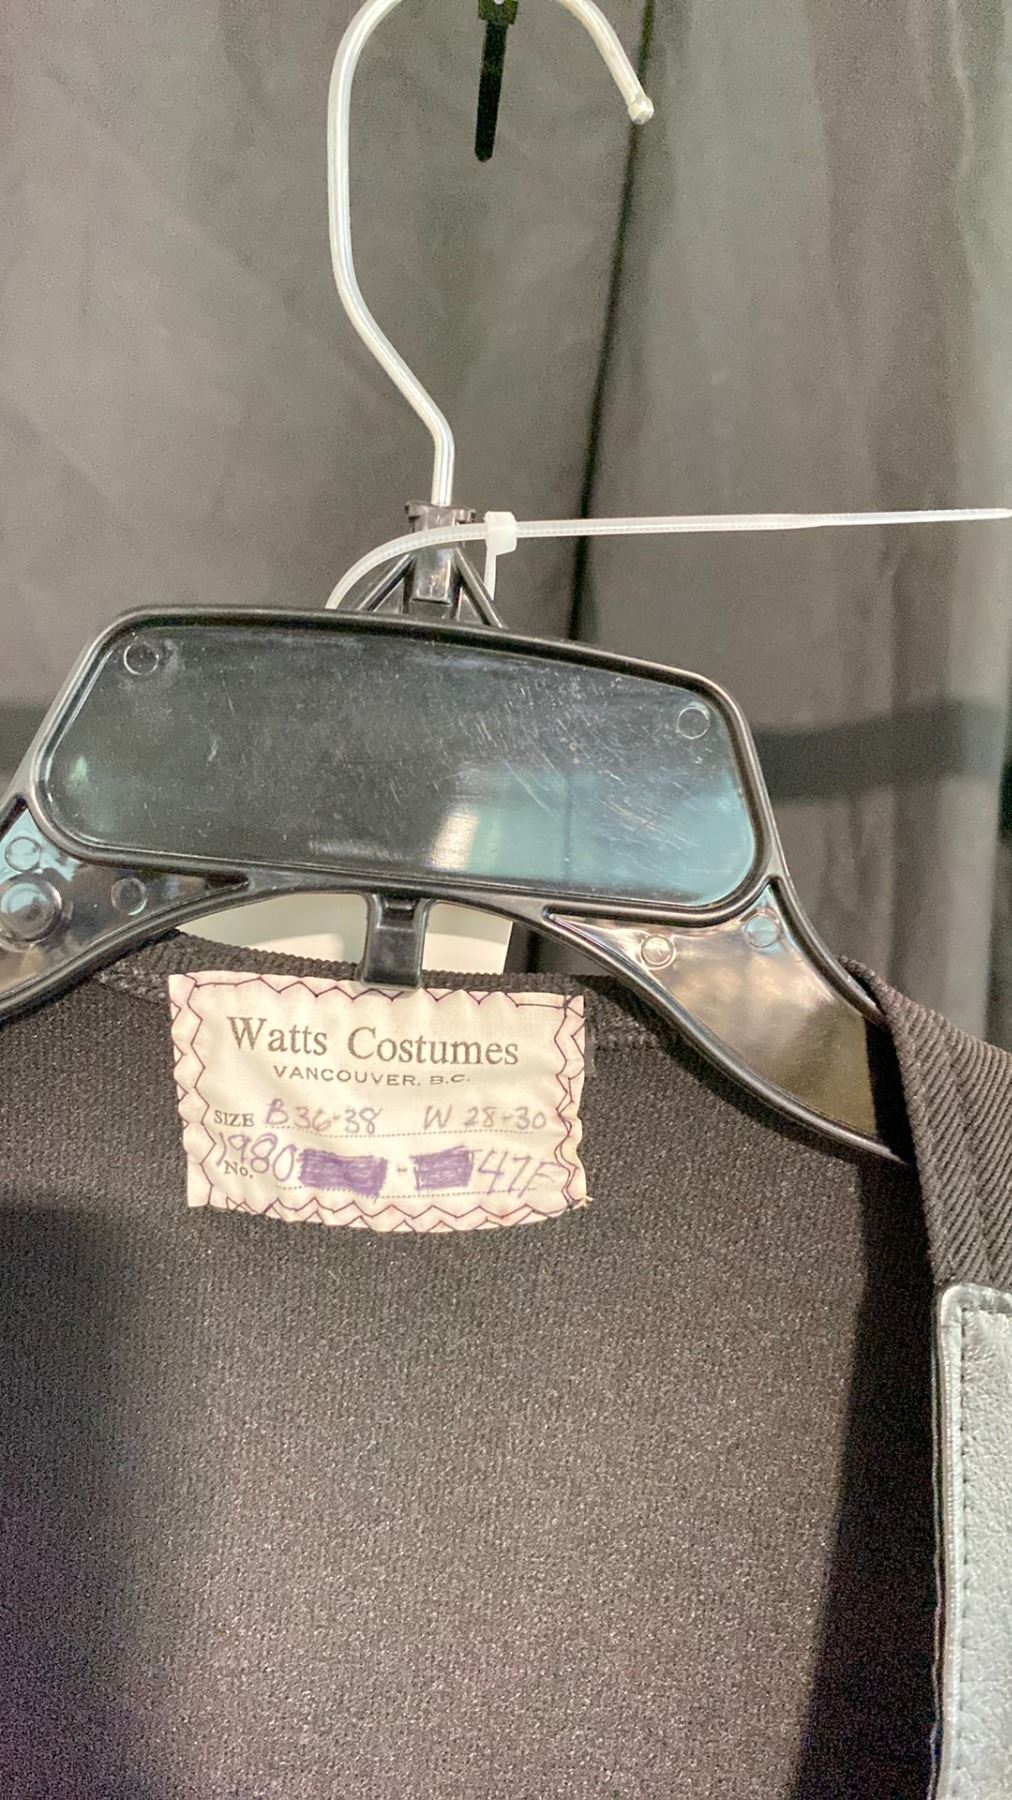 Watts Costumes
VANCOUVER, B.C.
SIZE B36-38 W 28-30
No. 1980 - 47F